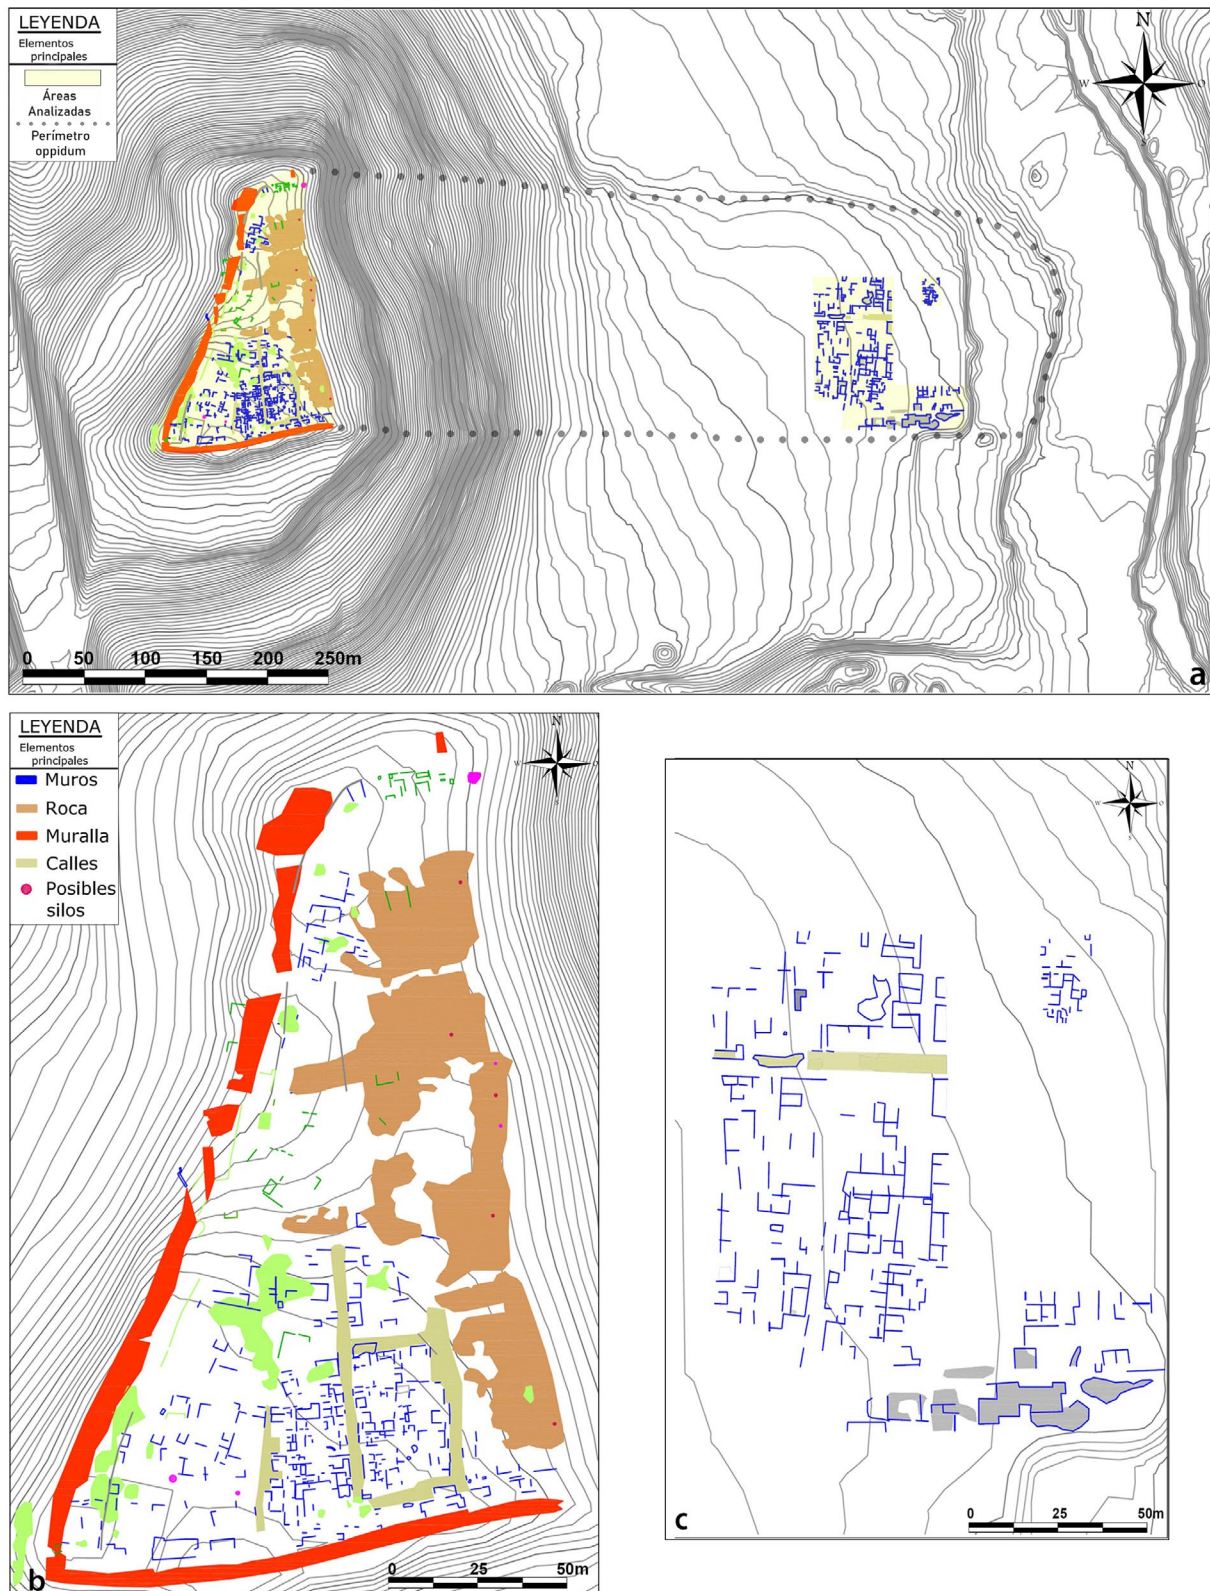 LEYENDA
Elementos
principales
Áreas
Analizadas
Perímetro
oppidum
N
W
O
S
0 50 100 150 200 250m
a
LEYENDA
Elementos
principales
Muros
Roca
Muralla
Calles
Posibles
silos
N
W
O
S
0 25 50m
b
N
W
O
S
0 25 50m
c